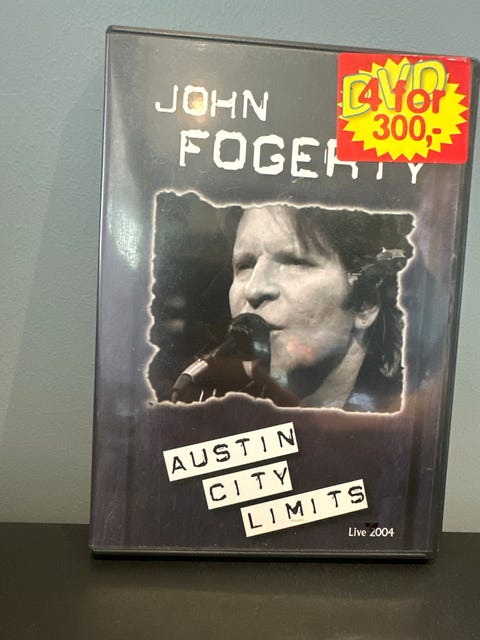 JOHN
FOGERTY
DVD
4 for
300,-
AUSTIN
CITY
LIMITS
Live 2004